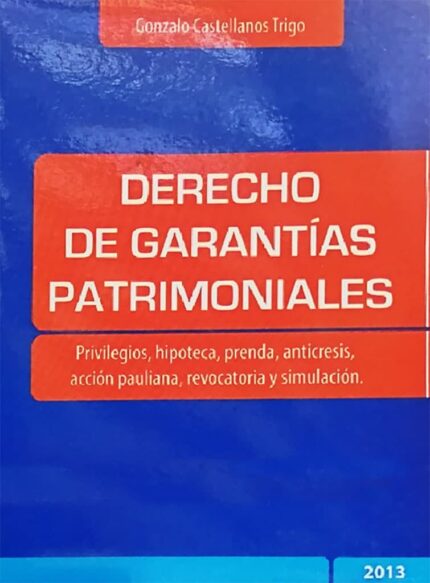 Gonzalo Castellanos Trigo
DERECHO
DE GARANTÍAS
PATRIMONIALES
Privilegios, hipoteca, prenda, anticresis,
acción pauliana, revocatoria y simulación.
2013